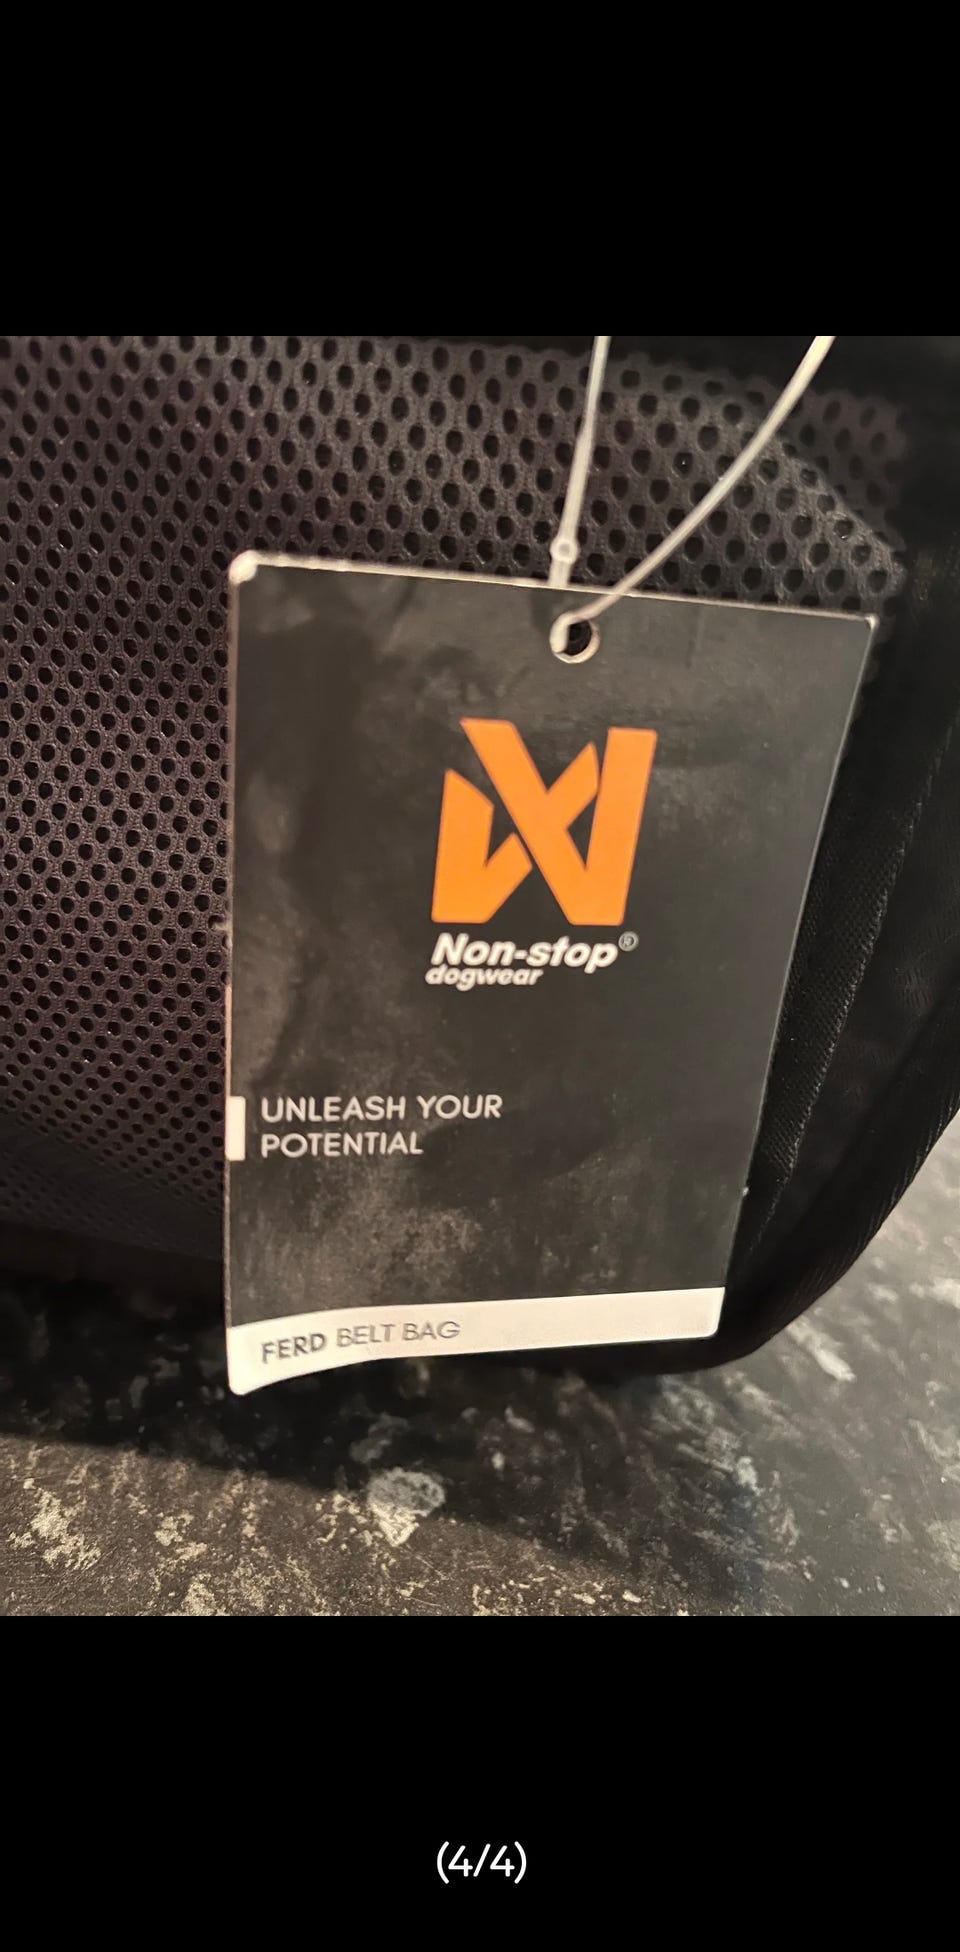 Non-stop®
dogwear
UNLEASH YOUR
POTENTIAL
FERD BELT BAG
(4/4)